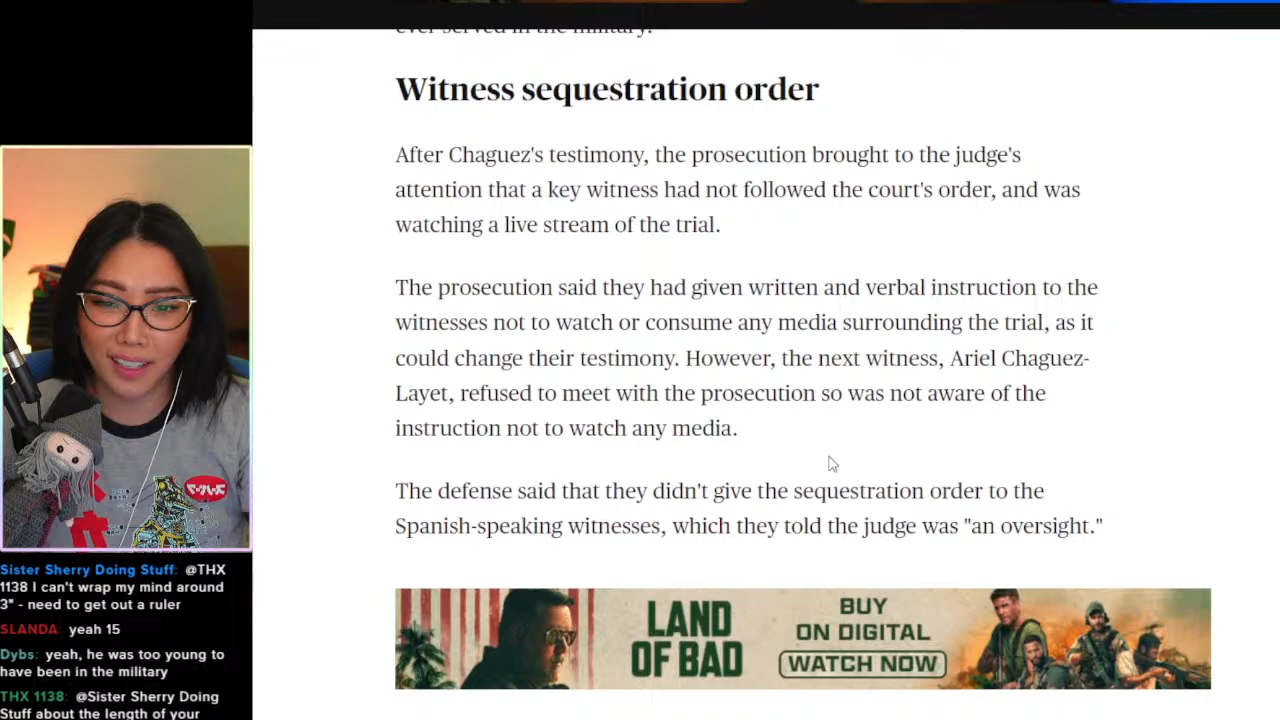 ever served in the military.
Witness sequestration order
After Chaguez's testimony, the prosecution brought to the judge's
attention that a key witness had not followed the court's order, and was
watching a live stream of the trial.
The prosecution said they had given written and verbal instruction to the
witnesses not to watch or consume any media surrounding the trial, as it
could change their testimony. However, the next witness, Ariel Chaguez-
Layet, refused to meet with the prosecution so was not aware of the
instruction not to watch any media.
The defense said that they didn't give the sequestration order to the
Spanish-speaking witnesses, which they told the judge was "an oversight."
LAND
OF BAD
BUY
ON DIGITAL
WATCH NOW
Sister Sherry Doing Stuff: @THX
1138 I can't wrap my mind around
3" - need to get out a ruler
SLANDA: yeah 15
Dybs: yeah, he was too young to
have been in the military
THX 1138: @Sister Sherry Doing
Stuff about the length of your